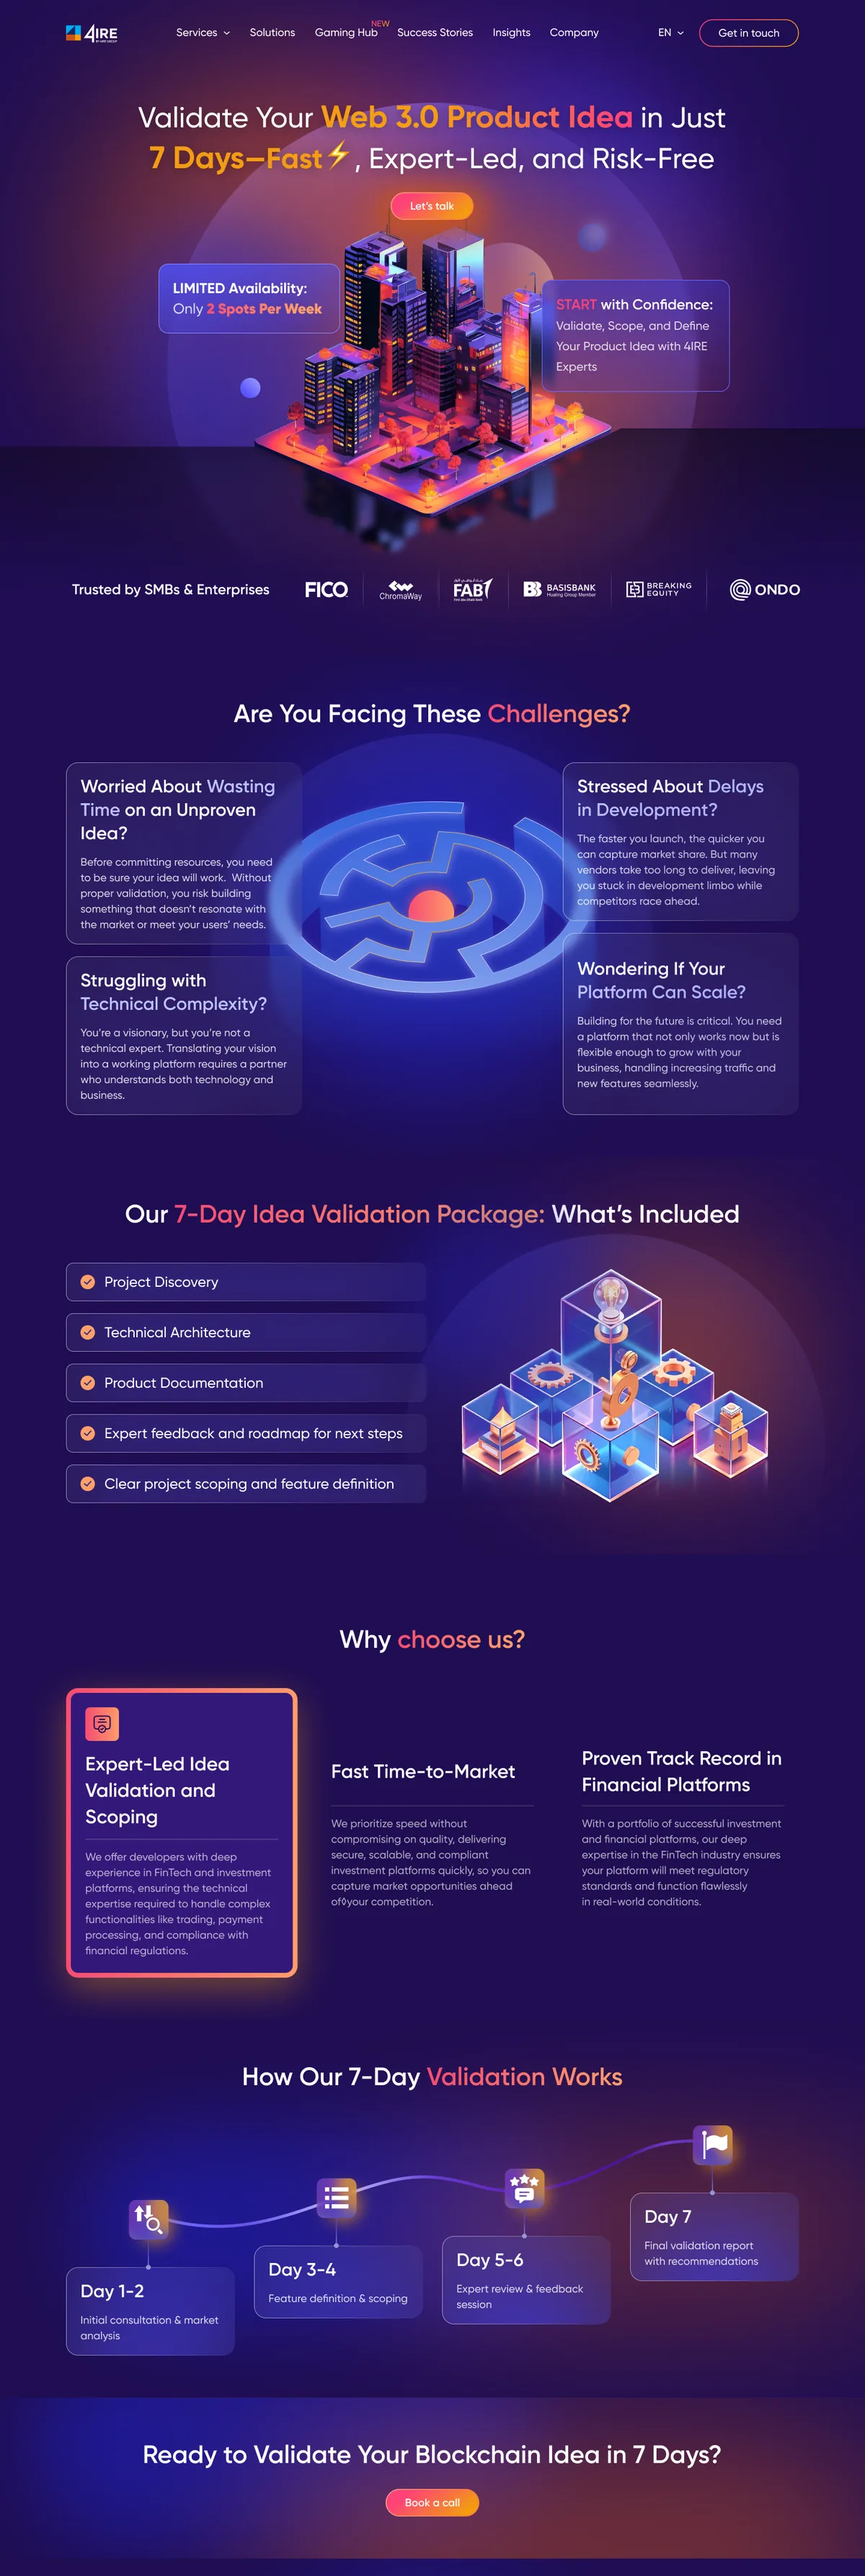 4IRE
Services
Solutions
Gaming Hub
NEW
Success Stories
Insights
Company
EN
Get in touch
Validate Your Web 3.0 Product Idea in Just
7 Days—Fast⚡, Expert-Led, and Risk-Free
Let's talk
LIMITED Availability:
Only 2 Spots Per Week
START with Confidence:
Validate, Scope, and Define
Your Product Idea with 4IRE
Experts
Trusted by SMBs & Enterprises
FICO
ChromaWay
FAB
BASISBANK
Hualing Group Member
BREAKING
EQUITY
ONDO
Are You Facing These Challenges?
Worried About Wasting
Time on an Unproven
Idea?
Before committing resources, you need
to be sure your idea will work. Without
proper validation, you risk building
something that doesn't resonate with
the market or meet your users' needs.
Struggling with
Technical Complexity?
You're a visionary, but you're not a
technical expert. Translating your vision
into a working platform requires a partner
who understands both technology and
business.
Stressed About Delays
in Development?
The faster you launch, the quicker you
can capture market share. But many
vendors take too long to deliver, leaving
you stuck in development limbo while
competitors race ahead.
Wondering If Your
Platform Can Scale?
Building for the future is critical. You need
a platform that not only works now but is
flexible enough to grow with your
business, handling increasing traffic and
new features seamlessly.
Our 7-Day Idea Validation Package: What's Included
Project Discovery
Technical Architecture
Product Documentation
Expert feedback and roadmap for next steps
Clear project scoping and feature definition
Why choose us?
Expert-Led Idea
Validation and
Scoping
We offer developers with deep
experience in FinTech and investment
platforms, ensuring the technical
expertise required to handle complex
functionalities like trading, payment
processing, and compliance with
financial regulations.
Fast Time-to-Market
We prioritize speed without
compromising on quality, delivering
secure, scalable, and compliant
investment platforms quickly, so you can
capture market opportunities ahead
of◊your competition.
Proven Track Record in
Financial Platforms
With a portfolio of successful investment
and financial platforms, our deep
expertise in the FinTech industry ensures
your platform will meet regulatory
standards and function flawlessly
in real-world conditions.
How Our 7-Day Validation Works
Day 1-2
Initial consultation & market
analysis
Day 3-4
Feature definition & scoping
Day 5-6
Expert review & feedback
session
Day 7
Final validation report
with recommendations
Ready to Validate Your Blockchain Idea in 7 Days?
Book a call